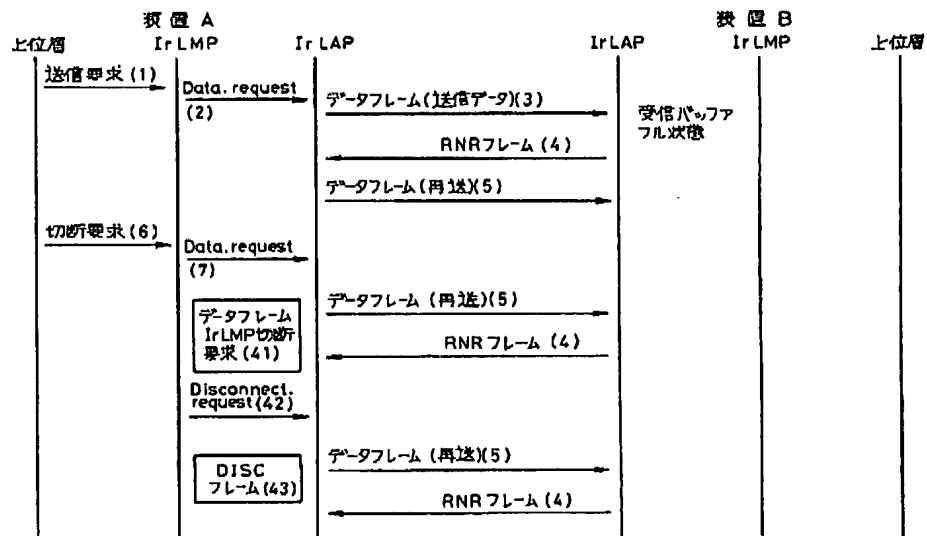 装置A
装置B
上位層
IrLMP
IrLAP
IrLAP
IrLMP
上位層
送信要求(1)
Data.request
(2)
データフレーム(送信データ)(3)
受信バッファ
フル状態
RNRフレーム(4)
データフレーム(再送)(5)
切断要求(6)
Data.request
(7)
データフレーム(再送)(5)
データフレーム
IrLMP切断
要求(41)
RNRフレーム(4)
Disconnect.
request(42)
データフレーム(再送)(5)
DISC
フレーム(43)
RNRフレーム(4)